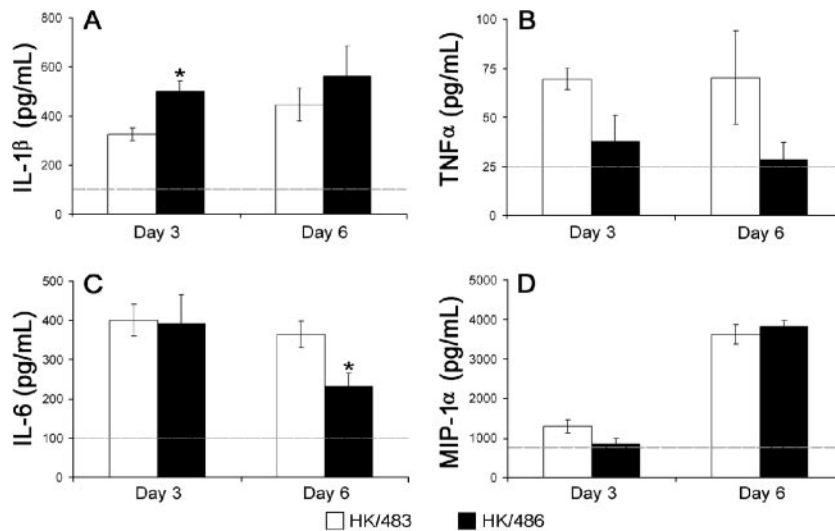 A
IL-1β (pg/mL)
800
600
400
200
0
*
Day 3
Day 6
B
TNFα (pg/mL)
100
75
50
25
0
Day 3
Day 6
C
IL-6 (pg/mL)
500
400
300
200
100
0
*
Day 3
Day 6
D
MIP-1α (pg/mL)
5000
4000
3000
2000
1000
0
Day 3
Day 6
HK/483
HK/486